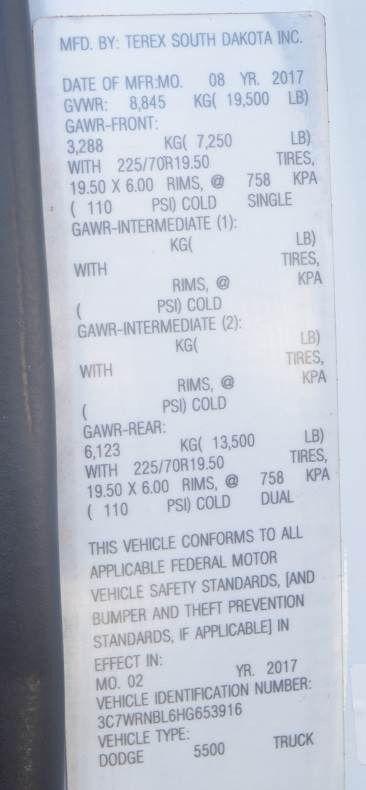 MFD. BY: TEREX SOUTH DAKOTA INC.
DATE OF MFR:MO. 08 YR. 2017
GVWR: 8,845 KG( 19,500 LB)
GAWR-FRONT:
3,288 KG( 7,250 LB)
WITH 225/70R19.50 TIRES,
19.50 X 6.00 RIMS, @ 758 KPA
( 110 PSI) COLD SINGLE
GAWR-INTERMEDIATE (1):
KG( LB)
WITH TIRES,
RIMS, @ KPA
( PSI) COLD
GAWR-INTERMEDIATE (2):
KG( LB)
WITH TIRES,
RIMS, @ KPA
( PSI) COLD
GAWR-REAR:
6,123 KG( 13,500 LB)
WITH 225/70R19.50 TIRES,
19.50 X 6.00 RIMS, @ 758 KPA
( 110 PSI) COLD DUAL
THIS VEHICLE CONFORMS TO ALL
APPLICABLE FEDERAL MOTOR
VEHICLE SAFETY STANDARDS, [AND
BUMPER AND THEFT PREVENTION
STANDARDS, IF APPLICABLE] IN
EFFECT IN:
MO. 02 YR. 2017
VEHICLE IDENTIFICATION NUMBER:
3C7WRNBL6HG653916
VEHICLE TYPE:
DODGE 5500 TRUCK